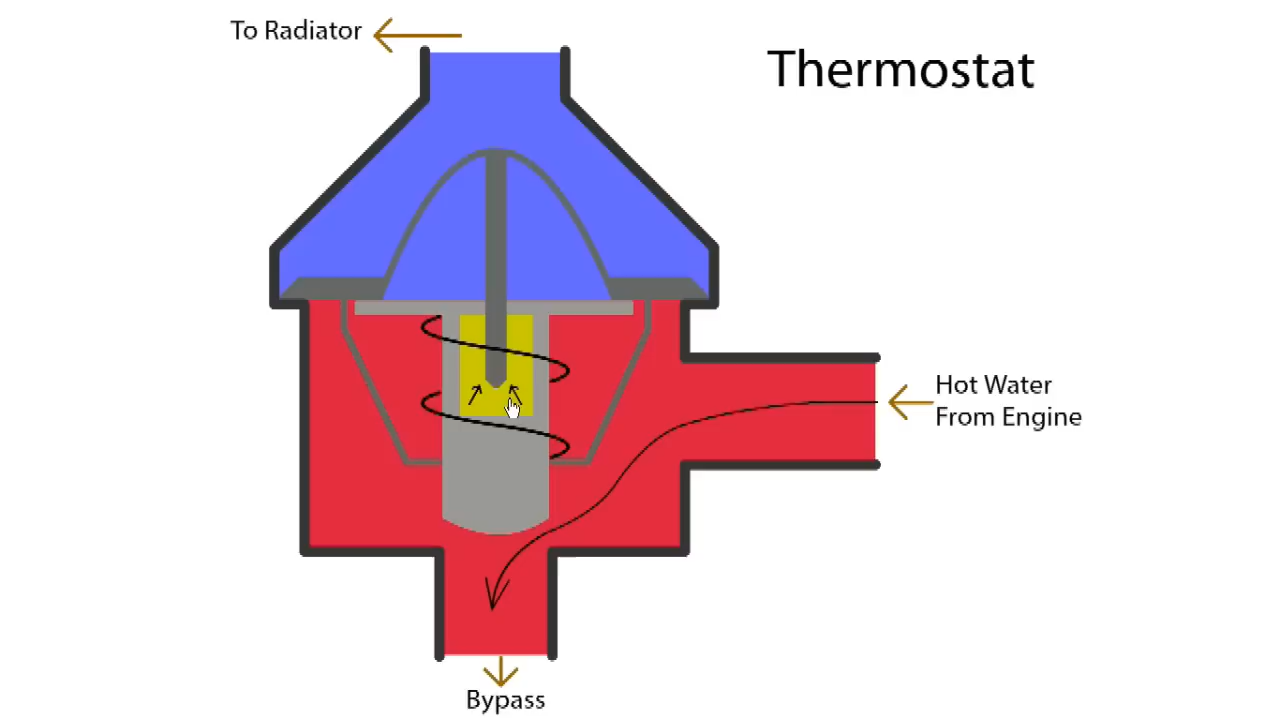 To Radiator
Thermostat
Hot Water
From Engine
Bypass